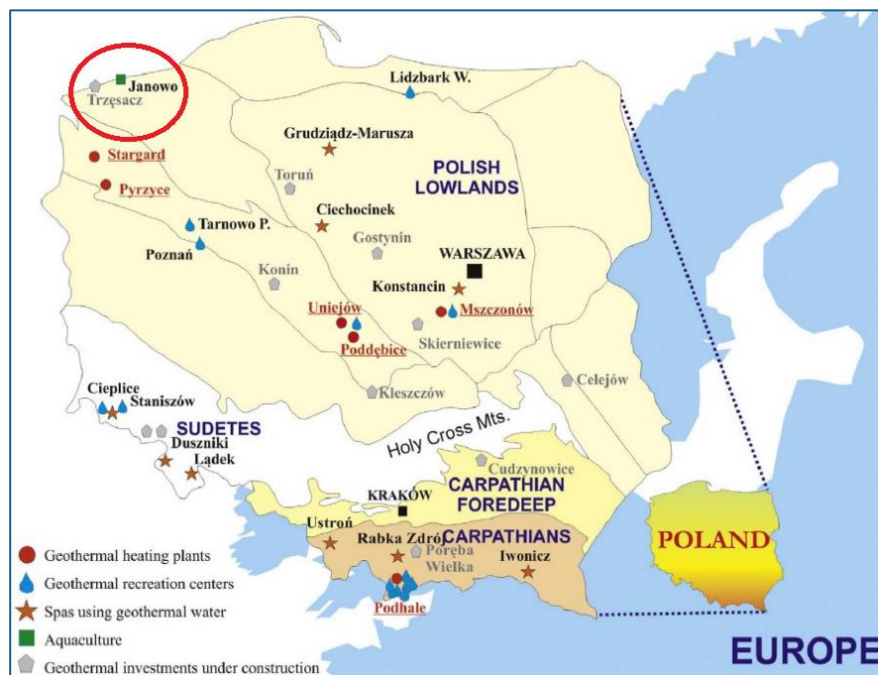 Lidzbark W.
Janowo
Trzęsacz
Grudziądz-Marusza
Stargard
POLISH
LOWLANDS
Toruń
Pyrzyce
Ciechocinek
Tarnowo P.
Gostynin
Poznań
WARSZAWA
Konin
Konstancin
Uniejów
Mszczonów
Skierniewice
Poddębice
Celejów
Kleszczów
Cieplice
Staniszów
Holy Cross Mts.
SUDETES
Duszniki
Lądek
Cudzynowice
CARPATHIAN
FOREDEEP
KRAKÓW
Ustroń
CARPATHIANS
Rabka Zdrój
Poręba
Wielka
Iwonicz
Podhale
POLAND
EUROPE
Geothermal heating plants
Geothermal recreation centers
Spas using geothermal water
Aquaculture
Geothermal investments under construction